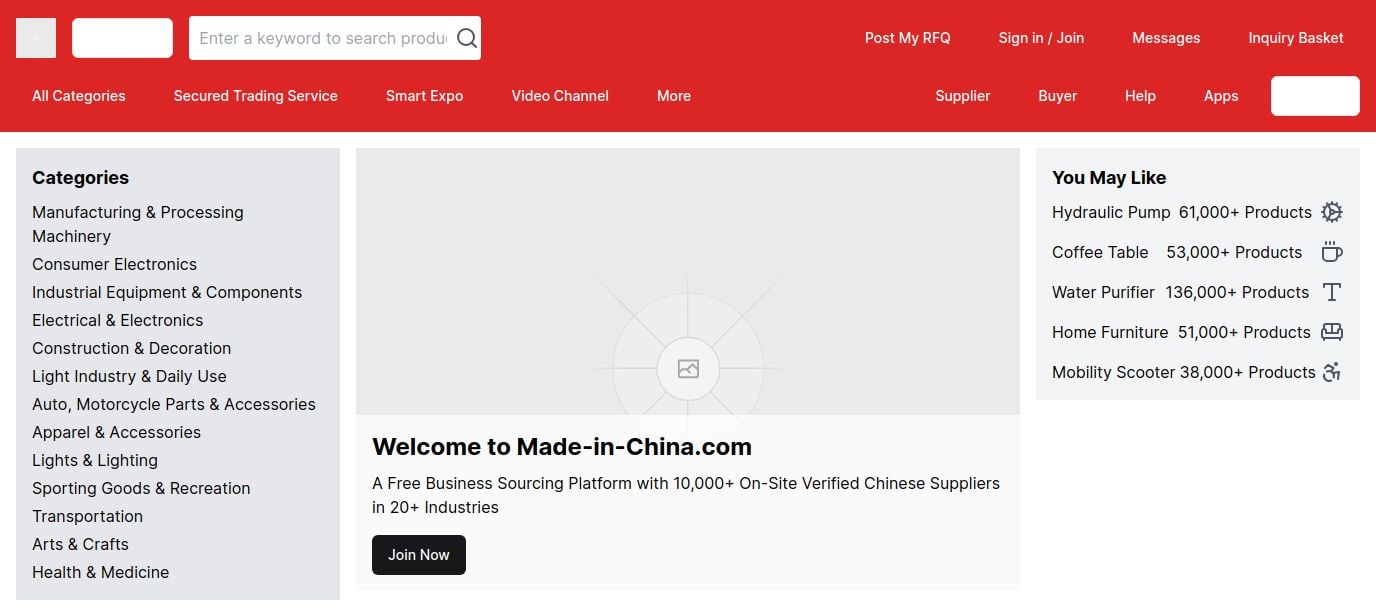 Enter a keyword to search produ
Post My RFQ
Sign in / Join
Messages
Inquiry Basket
All Categories
Secured Trading Service
Smart Expo
Video Channel
More
Supplier
Buyer
Help
Apps
Categories
Manufacturing & Processing
Machinery
Consumer Electronics
Industrial Equipment & Components
Electrical & Electronics
Construction & Decoration
Light Industry & Daily Use
Auto, Motorcycle Parts & Accessories
Apparel & Accessories
Lights & Lighting
Sporting Goods & Recreation
Transportation
Arts & Crafts
Health & Medicine
Welcome to Made-in-China.com
A Free Business Sourcing Platform with 10,000+ On-Site Verified Chinese Suppliers
in 20+ Industries
Join Now
You May Like
Hydraulic Pump 61,000+ Products
Coffee Table 53,000+ Products
Water Purifier 136,000+ Products
Home Furniture 51,000+ Products
Mobility Scooter 38,000+ Products